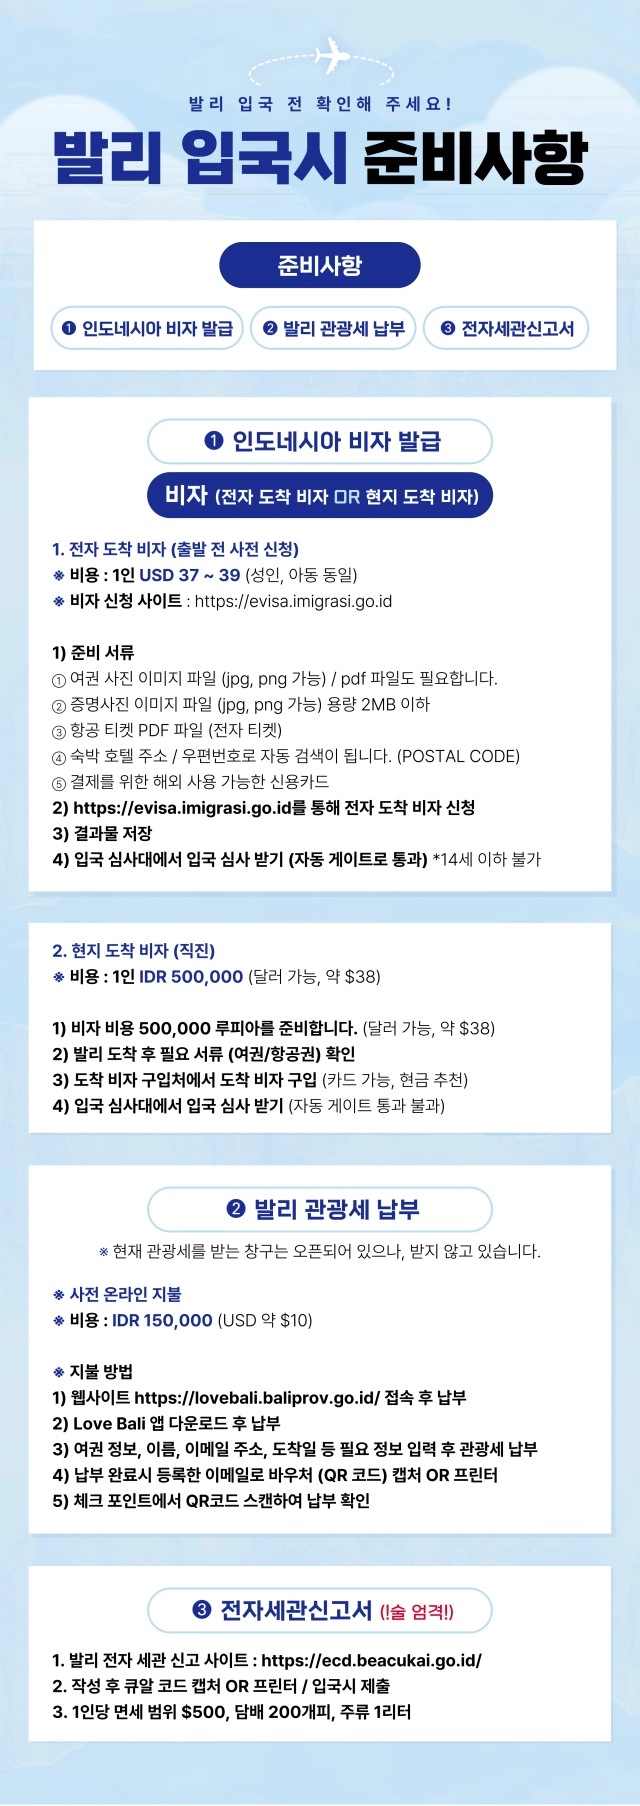 발리 입국 전 확인해 주세요!
발리 입국시 준비사항
준비사항
❶ 인도네시아 비자 발급
❷ 발리 관광세 납부
❸ 전자세관신고서
❶ 인도네시아 비자 발급
비자 (전자 도착 비자 OR 현지 도착 비자)
1. 전자 도착 비자 (출발 전 사전 신청)
※ 비용 : 1인 USD 37 ~ 39 (성인, 아동 동일)
※ 비자 신청 사이트 : https://evisa.imigrasi.go.id
1) 준비 서류
① 여권 사진 이미지 파일 (jpg, png 가능) / pdf 파일도 필요합니다.
② 증명사진 이미지 파일 (jpg, png 가능) 용량 2MB 이하
③ 항공 티켓 PDF 파일 (전자 티켓)
④ 숙박 호텔 주소 / 우편번호로 자동 검색이 됩니다. (POSTAL CODE)
⑤ 결제를 위한 해외 사용 가능한 신용카드
2) https://evisa.imigrasi.go.id를 통해 전자 도착 비자 신청
3) 결과물 저장
4) 입국 심사대에서 입국 심사 받기 (자동 게이트로 통과) *14세 이하 불가
2. 현지 도착 비자 (직진)
※ 비용 : 1인 IDR 500,000 (달러 가능, 약 $38)
1) 비자 비용 500,000 루피아를 준비합니다. (달러 가능, 약 $38)
2) 발리 도착 후 필요 서류 (여권/항공권) 확인
3) 도착 비자 구입처에서 도착 비자 구입 (카드 가능, 현금 추천)
4) 입국 심사대에서 입국 심사 받기 (자동 게이트 통과 불과)
❷ 발리 관광세 납부
※ 현재 관광세를 받는 창구는 오픈되어 있으나, 받지 않고 있습니다.
※ 사전 온라인 지불
※ 비용 : IDR 150,000 (USD 약 $10)
※ 지불 방법
1) 웹사이트 https://lovebali.baliprov.go.id/ 접속 후 납부
2) Love Bali 앱 다운로드 후 납부
3) 여권 정보, 이름, 이메일 주소, 도착일 등 필요 정보 입력 후 관광세 납부
4) 납부 완료시 등록한 이메일로 바우처 (QR 코드) 캡처 OR 프린터
5) 체크 포인트에서 QR코드 스캔하여 납부 확인
❸ 전자세관신고서 (!술 엄격!)
1. 발리 전자 세관 신고 사이트 : https://ecd.beacukai.go.id/
2. 작성 후 큐알 코드 캡처 OR 프린터 / 입국시 제출
3. 1인당 면세 범위 $500, 담배 200개피, 주류 1리터